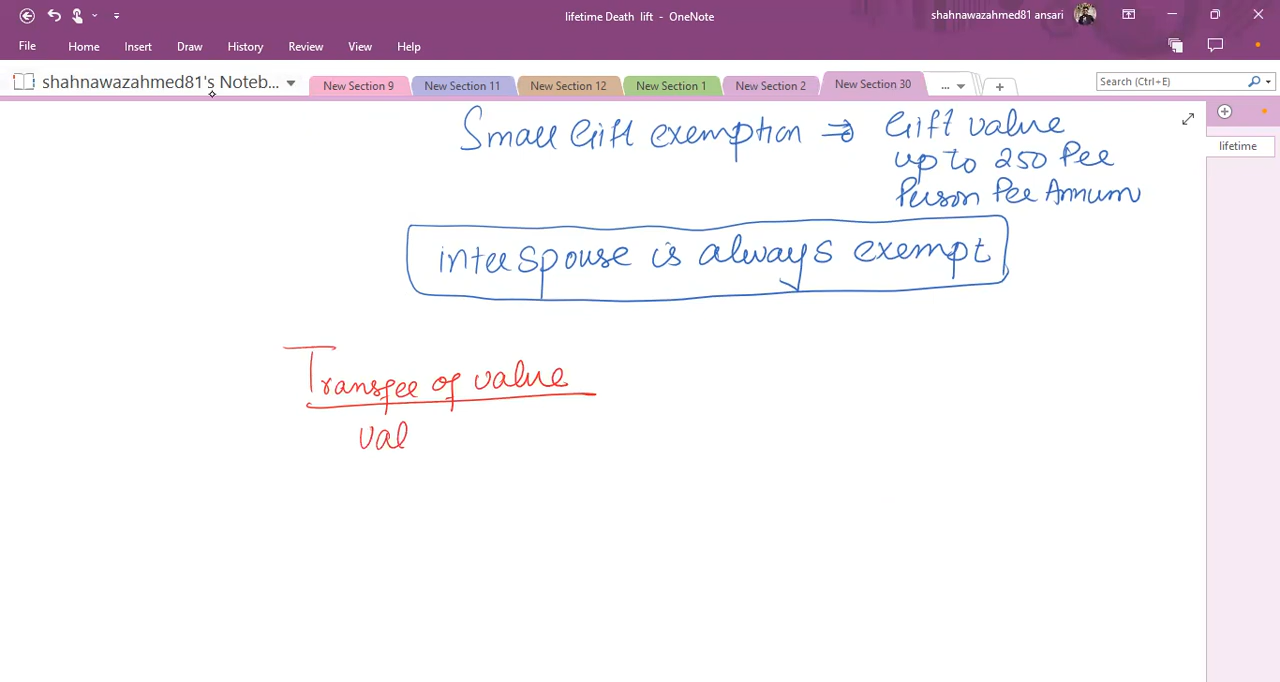 lifetime Death lift - OneNote
shahnawazahmed81 ansari
File Home Insert Draw History Review View Help
shahnawazahmed81's Noteb...
New Section 9 New Section 11 New Section 12 New Section 1 New Section 2 New Section 30 ...
Search (Ctrl+E)
lifetime
Small Gift exemption ⇒ Gift value
up to 250 Per
Person Per Annum
inter spouse is always exempt
Transfer of value
val